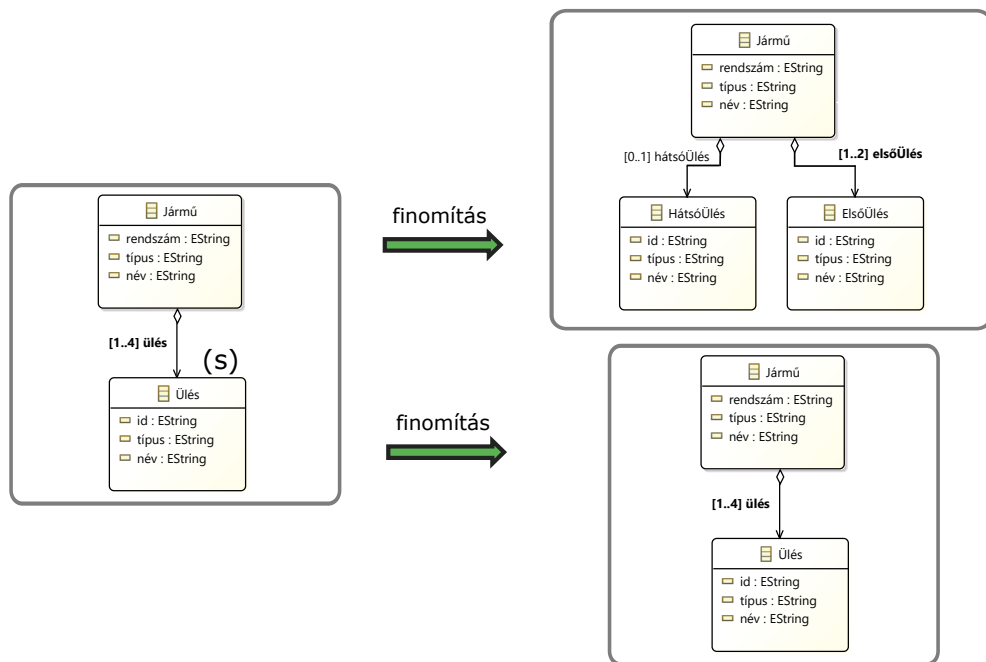 Jármű
rendszám : EString
típus : EString
név : EString
[1..4] ülés
(s)
Ülés
id : EString
típus : EString
név : EString
finomítás
finomítás
Jármű
rendszám : EString
típus : EString
név : EString
[0..1] hátsóÜlés
[1..2] elsőÜlés
HátsóÜlés
id : EString
típus : EString
név : EString
ElsőÜlés
id : EString
típus : EString
név : EString
Jármű
rendszám : EString
típus : EString
név : EString
[1..4] ülés
Ülés
id : EString
típus : EString
név : EString